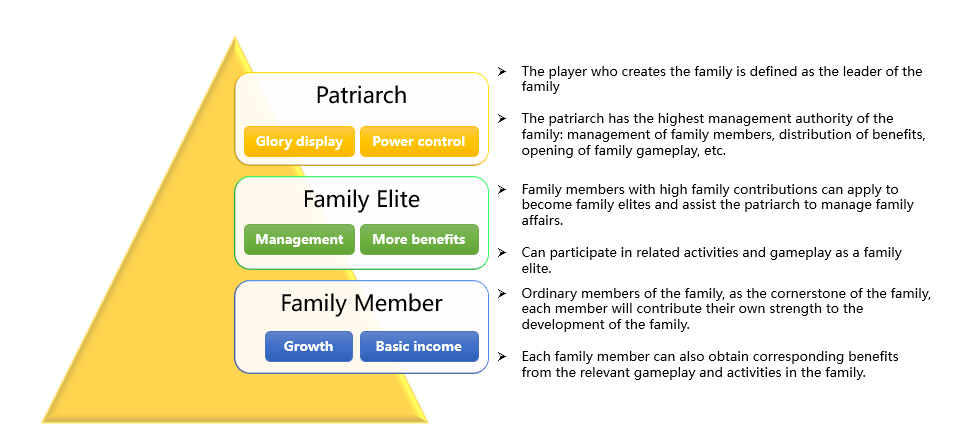 Patriarch
Glory display
Power control
➢ The player who creates the family is defined as the leader of the
family
➢ The patriarch has the highest management authority of the
family: management of family members, distribution of benefits,
opening of family gameplay, etc.
Family Elite
Management
More benefits
➢ Family members with high family contributions can apply to
become family elites and assist the patriarch to manage family
affairs.
➢ Can participate in related activities and gameplay as a family
elite.
Family Member
Growth
Basic income
➢ Ordinary members of the family, as the cornerstone of the family,
each member will contribute their own strength to the
development of the family.
➢ Each family member can also obtain corresponding benefits
from the relevant gameplay and activities in the family.